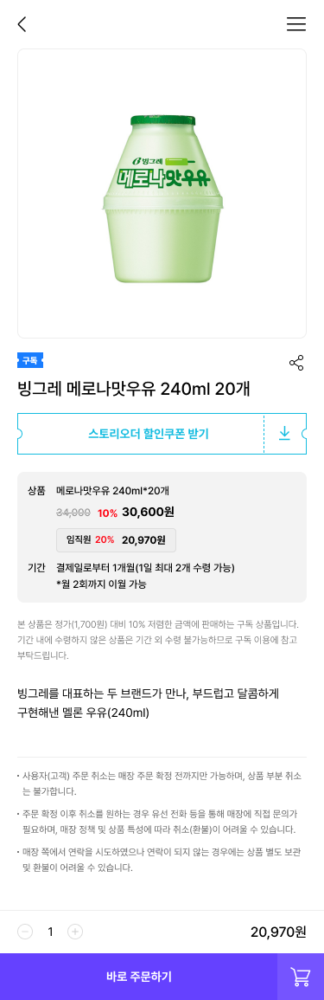 빙그레
메로나맛우유
구독
빙그레 메로나맛우유 240ml 20개
스토리오더 할인쿠폰 받기
상품 메로나맛우유 240ml*20개
34,000 10% 30,600원
임직원 20% 20,970원
기간 결제일로부터 1개월(1일 최대 2개 수령 가능)
*월 2회까지 이월 가능
본 상품은 정가(1,700원) 대비 10% 저렴한 금액에 판매하는 구독 상품입니다.
기간 내에 수령하지 않은 상품은 기간 외 수령 불가능하므로 구독 이용에 참고
부탁드립니다.
빙그레를 대표하는 두 브랜드가 만나, 부드럽고 달콤하게
구현해낸 멜론 우유(240ml)
• 사용자(고객) 주문 취소는 매장 주문 확정 전까지만 가능하며, 상품 부분 취소
는 불가합니다.
• 주문 확정 이후 취소를 원하는 경우 유선 전화 등을 통해 매장에 직접 문의가
필요하며, 매장 정책 및 상품 특성에 따라 취소(환불)이 어려울 수 있습니다.
• 매장 쪽에서 연락을 시도하였으나 연락이 되지 않는 경우에는 상품 별도 보관
및 환불이 어려울 수 있습니다.
1 20,970원
바로 주문하기